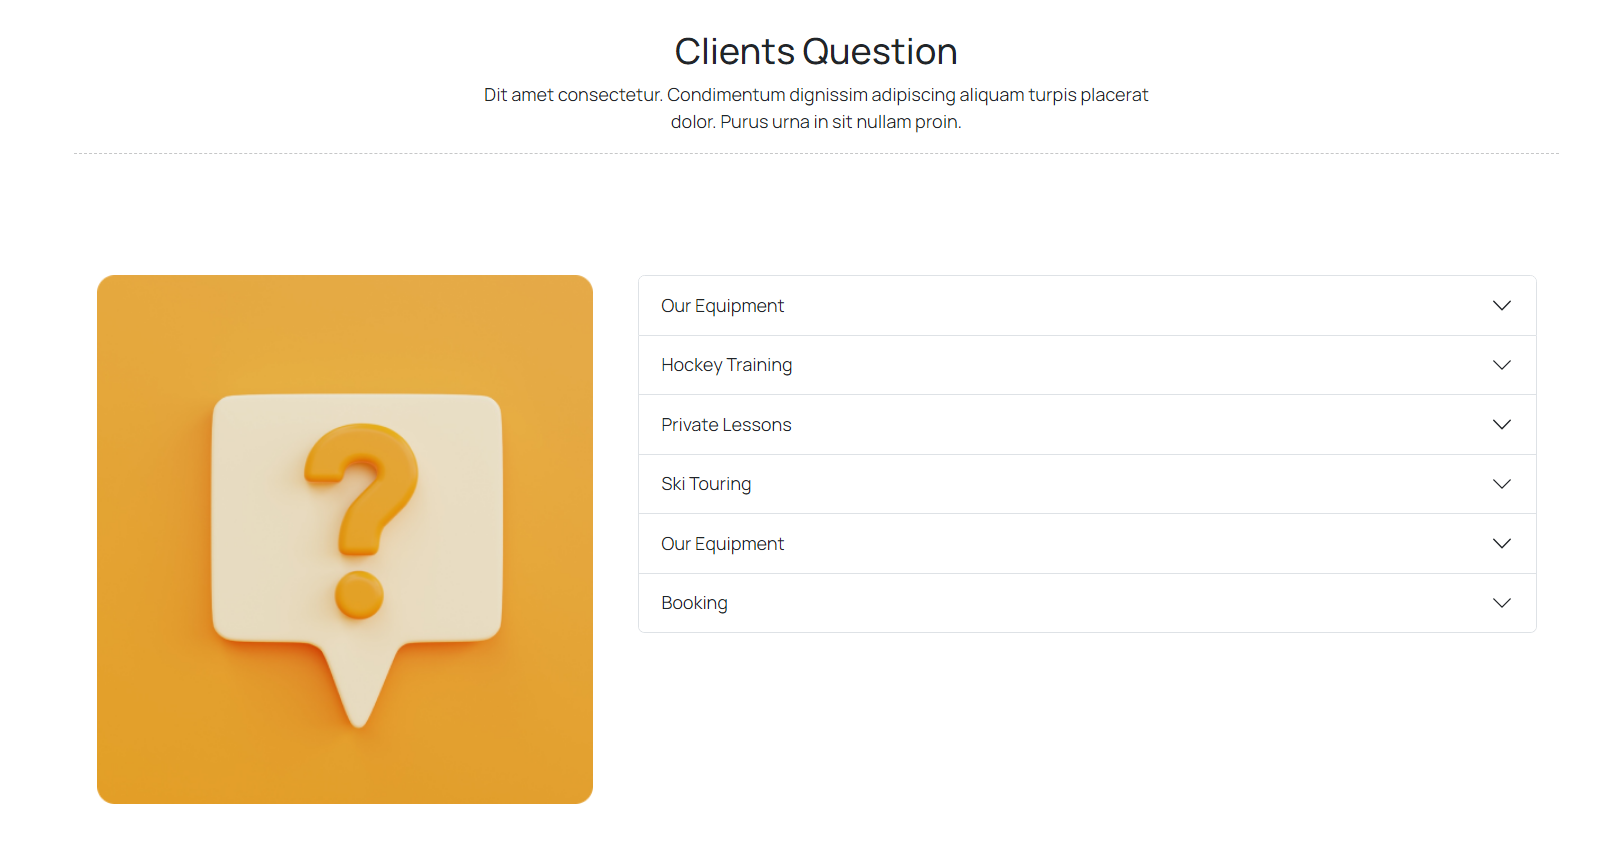 Clients Question
Dit amet consectetur. Condimentum dignissim adipiscing aliquam turpis placerat
dolor. Purus urna in sit nullam proin.
?
Our Equipment
Hockey Training
Private Lessons
Ski Touring
Our Equipment
Booking